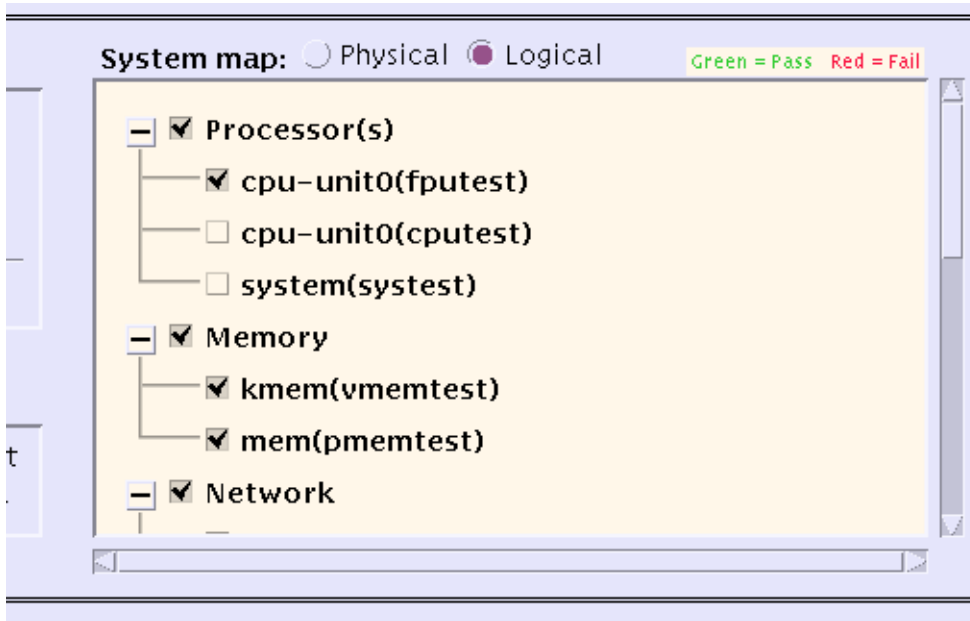 System map: Physical Logical
Green = Pass Red = Fail
Processor(s)
cpu-unit0(fputest)
cpu-unit0(cputest)
system(systest)
Memory
kmem(vmemtest)
mem(pmemtest)
Network
t